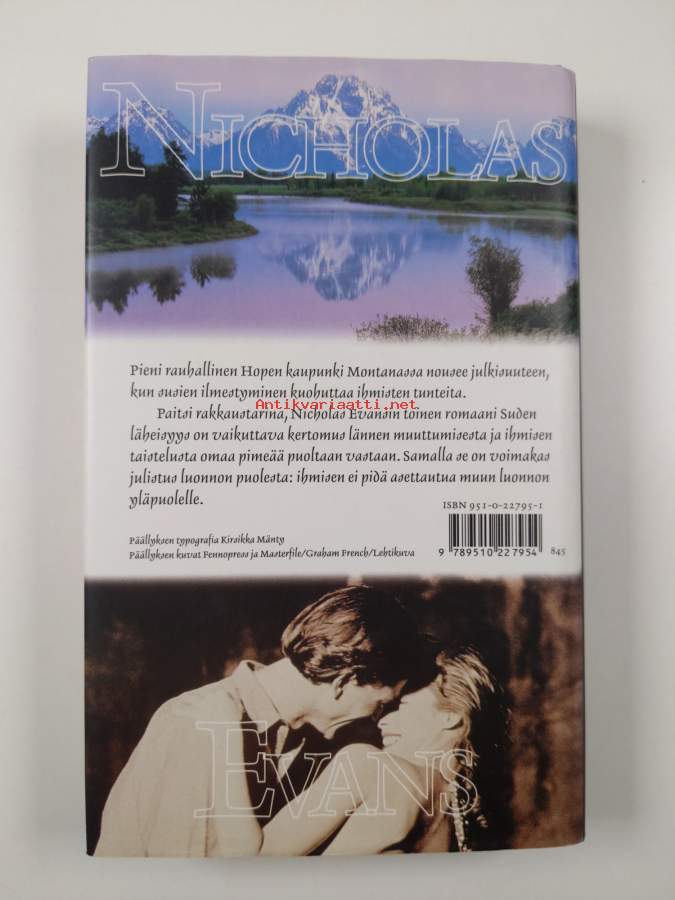 NICHOLAS
Pieni rauhallinen Hopen kaupunki Montanassa nousee julkisuuteen,
kun susien ilmestyminen kuohuttaa ihmisten tunteita.
Antikvariaatti.net
Paitsi rakkaustarina, Nicholas Evansin toinen romaani Suden
läheisyys on vaikuttava kertomus lännen muuttumisesta ja ihmisen
taistelusta omaa pimeää puoltaan vastaan. Samalla se on voimakas
julistus luonnon puolesta: ihmisen ei pidä asettautua muun luonnon
yläpuolelle.
ISBN 951-0-22795-1
9 789510 227954
845
Päällyksen typografia Kirsikka Mänty
Päällyksen kuvat Fennopress ja Masterfile/Graham French/Lehtikuva
EVANS